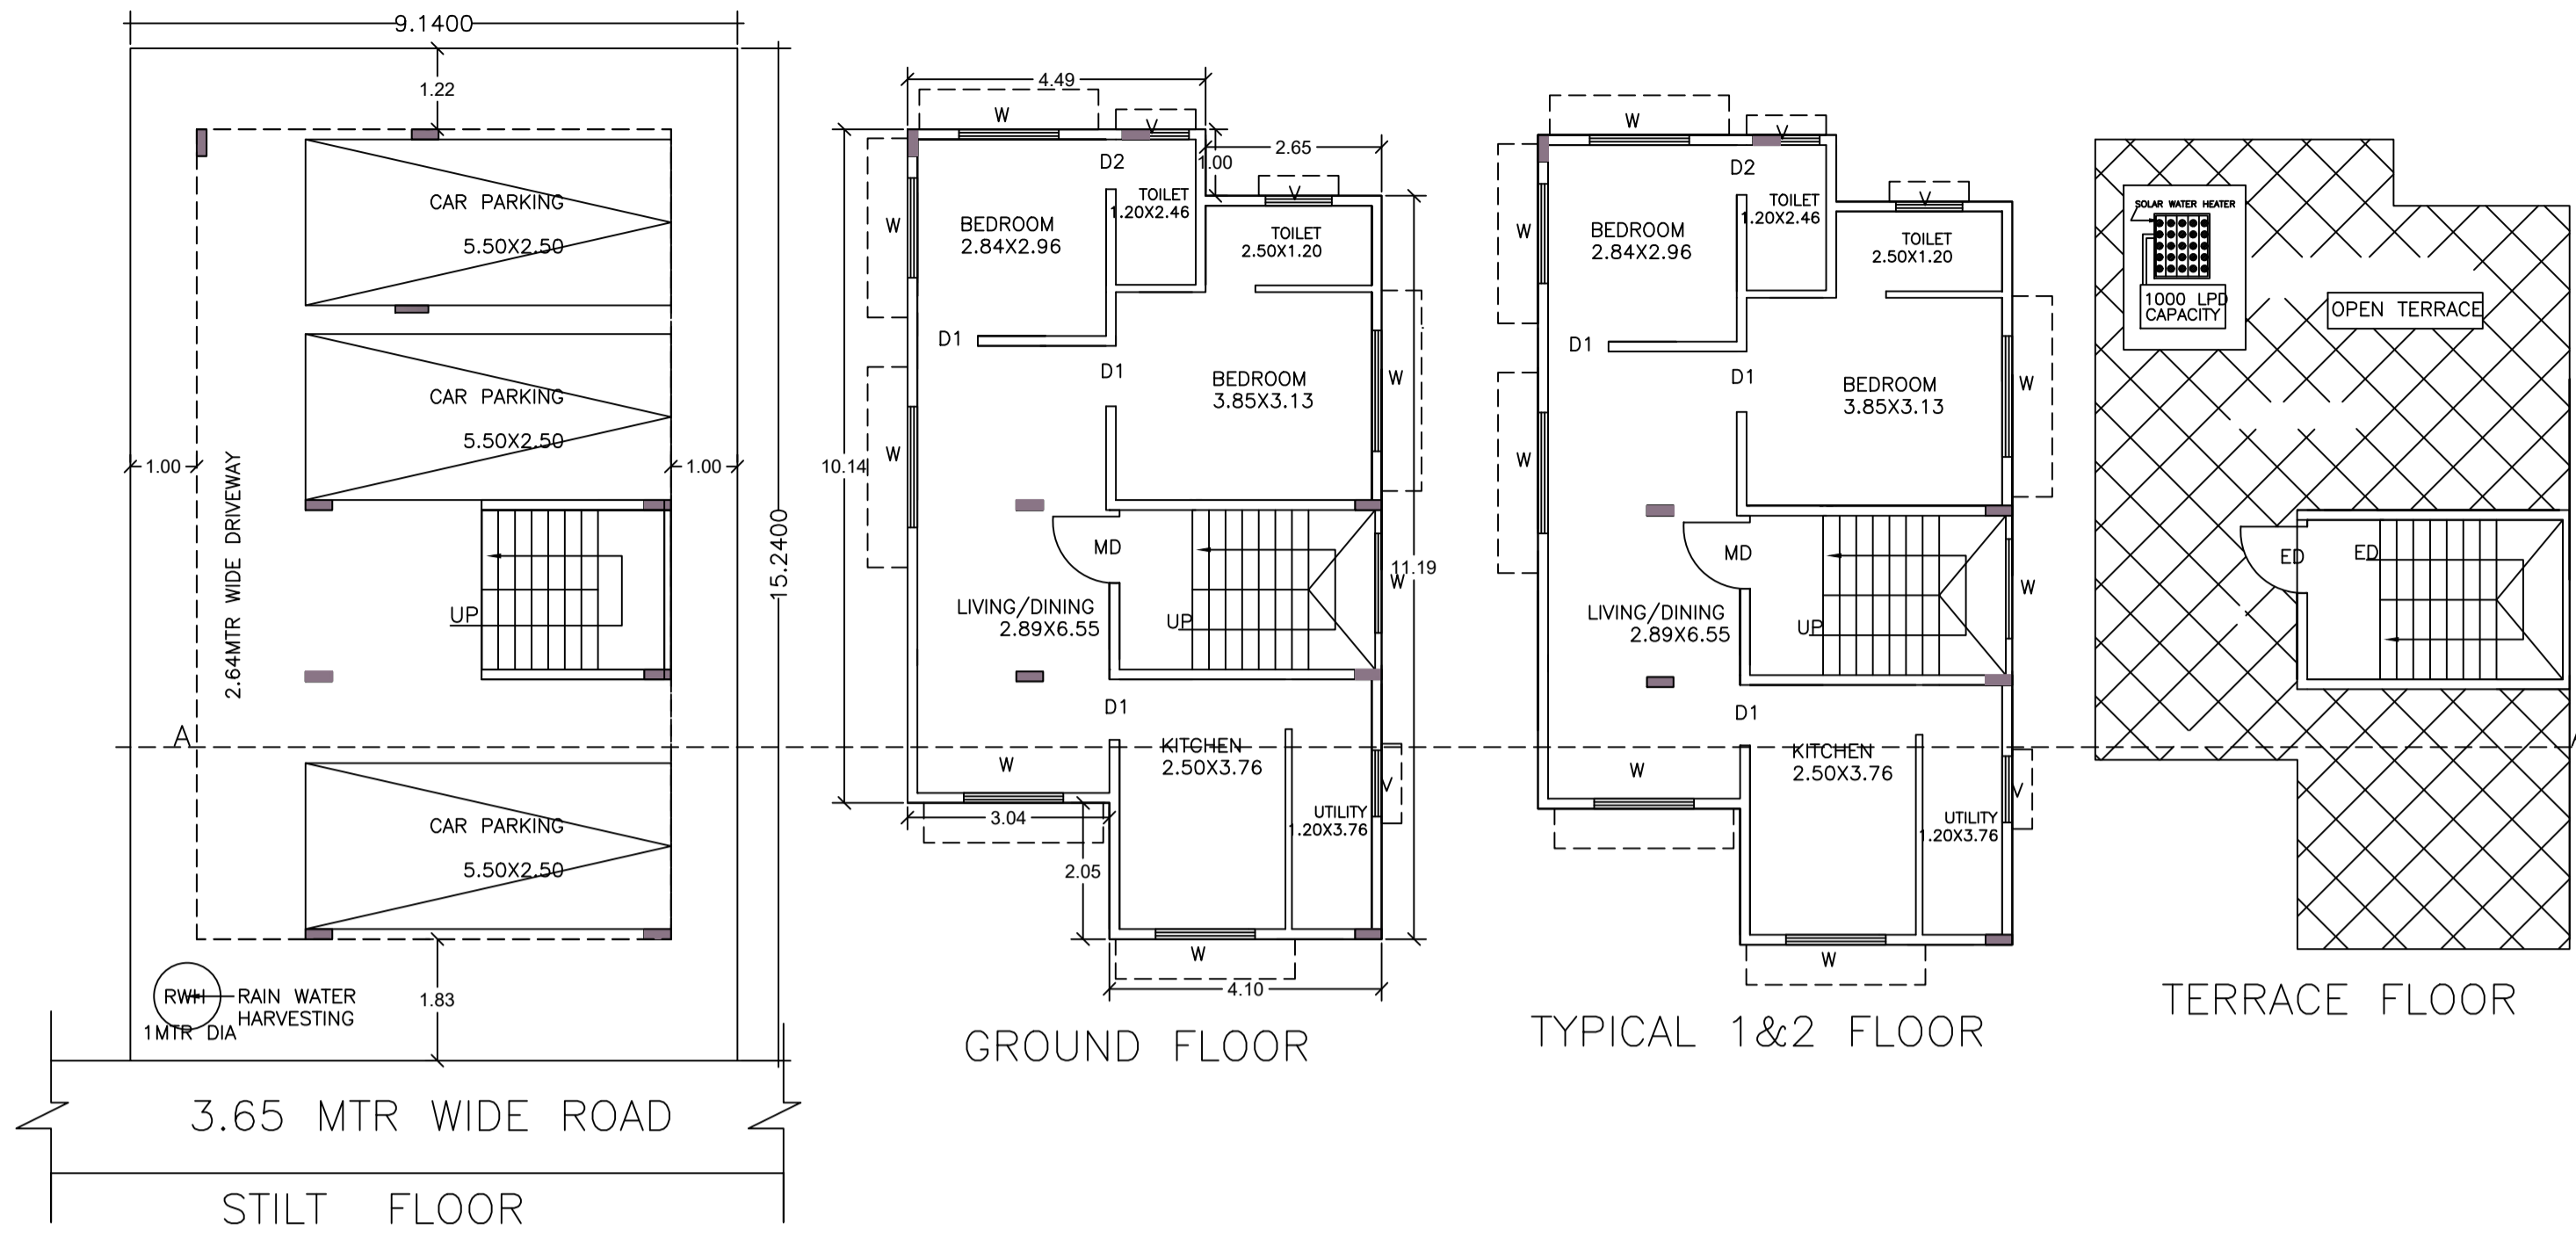 9.1400
1.22
CAR PARKING
5.50X2.50
CAR PARKING
5.50X2.50
1.00
1.00
2.64MTR WIDE DRIVEWAY
15.2400
UP
A
CAR PARKING
5.50X2.50
RWH
RAIN WATER
HARVESTING
1MTR DIA
1.83
3.65 MTR WIDE ROAD
STILT FLOOR
4.49
W
V
D2
1.00
2.65
TOILET
1.20X2.46
V
W
BEDROOM
2.84X2.96
TOILET
2.50X1.20
D1
D1
BEDROOM
3.85X3.13
W
10.14
W
MD
11.19
W
LIVING/DINING
2.89X6.55
UP
D1
KITCHEN
2.50X3.76
W
V
UTILITY
1.20X3.76
3.04
2.05
W
4.10
GROUND FLOOR
W
V
D2
TOILET
1.20X2.46
V
W
BEDROOM
2.84X2.96
TOILET
2.50X1.20
D1
D1
BEDROOM
3.85X3.13
W
W
MD
W
LIVING/DINING
2.89X6.55
UP
D1
KITCHEN
2.50X3.76
W
V
UTILITY
1.20X3.76
W
TYPICAL 1&2 FLOOR
SOLAR WATER HEATER
1000 LPD
CAPACITY
OPEN TERRACE
ED
ED
TERRACE FLOOR